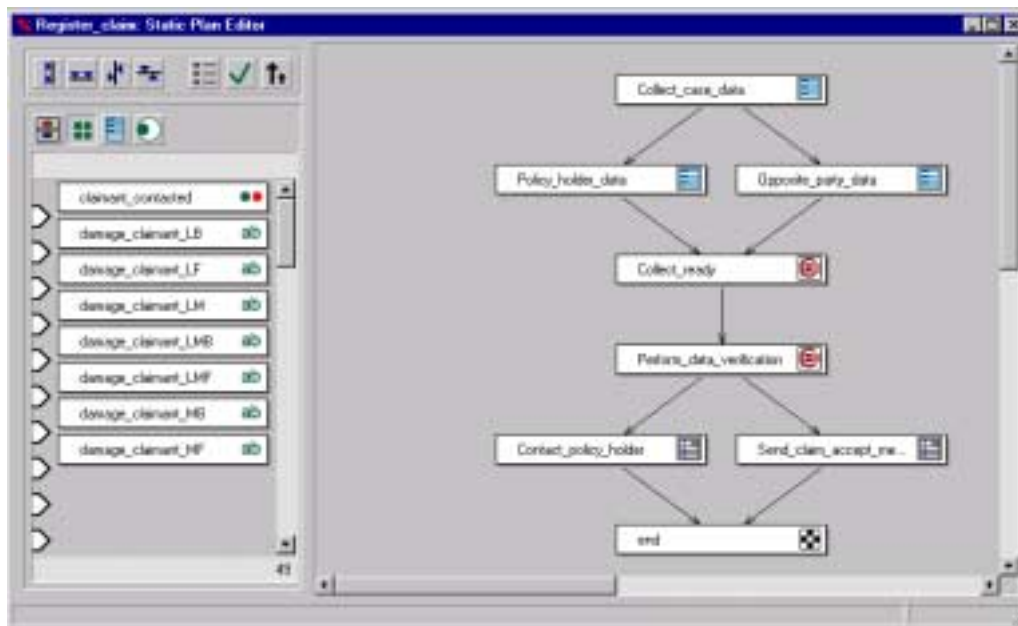 Register_claim: Static Plan Editor
claimant_contacted
damage_claimant_LB
damage_claimant_LF
damage_claimant_LM
damage_claimant_LMB
damage_claimant_LMF
damage_claimant_MB
damage_claimant_MF
Collect_case_data
Policy_holder_data
Opposite_party_data
Collect_ready
Perform_data_verification
Contact_policy_holder
Send_claim_accept_me...
end